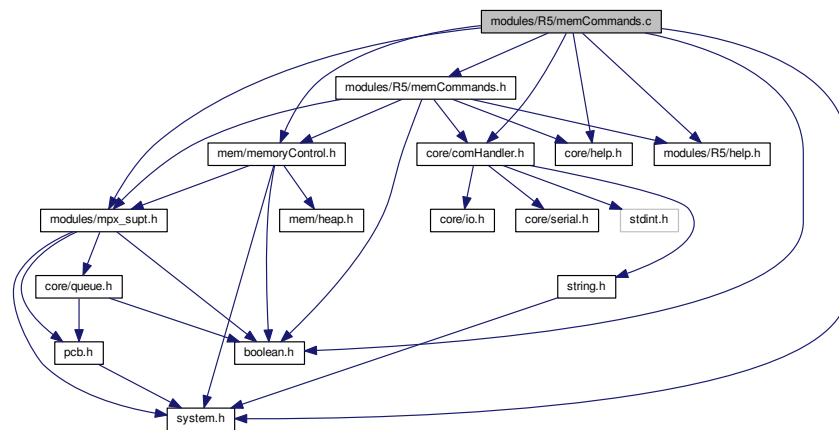 modules/R5/memCommands.c
modules/R5/memCommands.h
mem/memoryControl.h
core/comHandler.h
core/help.h
modules/R5/help.h
modules/mpx_supt.h
mem/heap.h
core/io.h
core/serial.h
stdint.h
core/queue.h
string.h
pcb.h
boolean.h
system.h